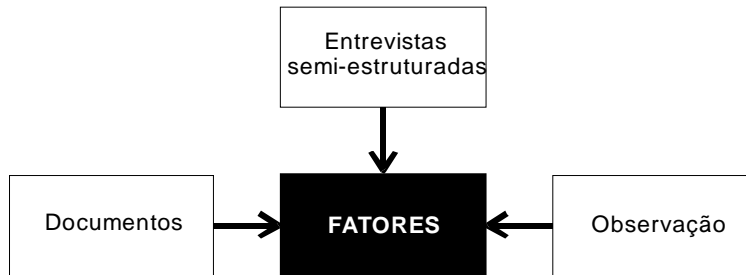 Entrevistas
semi-estruturadas
Documentos
FATORES
Observação